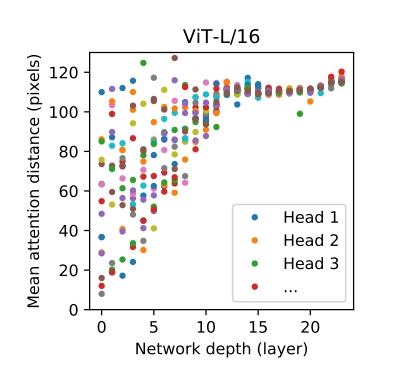 ViT-L/16
Mean attention distance (pixels)
120
100
80
60
40
20
0
Head 1
Head 2
Head 3
...
0
5
10
15
20
Network depth (layer)